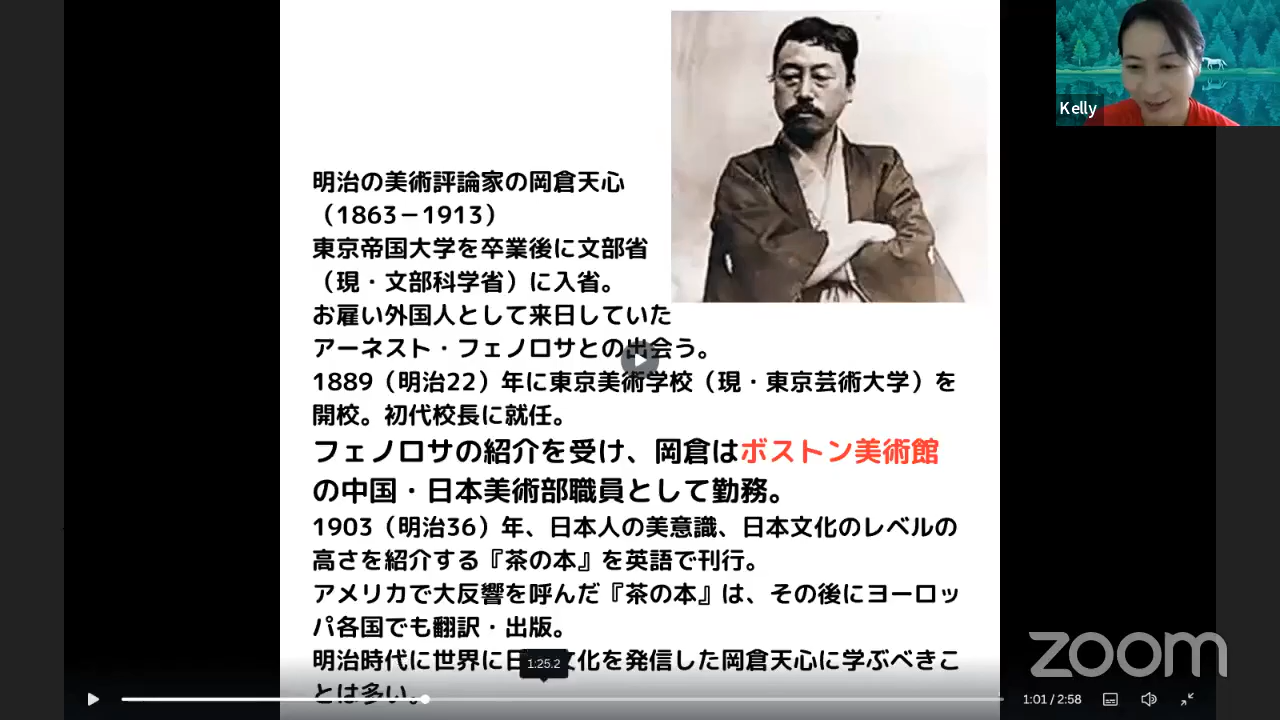 Kelly
明治の美術評論家の岡倉天心
（1863－1913）
東京帝国大学を卒業後に文部省
（現・文部科学省）に入省。
お雇い外国人として来日していた
アーネスト・フェノロサとの出会う。
1889（明治22）年に東京美術学校（現・東京芸術大学）を
開校。初代校長に就任。
フェノロサの紹介を受け、岡倉はボストン美術館
の中国・日本美術部職員として勤務。
1903（明治36）年、日本人の美意識、日本文化のレベルの
高さを紹介する『茶の本』を英語で刊行。
アメリカで大反響を呼んだ『茶の本』は、その後にヨーロッ
パ各国でも翻訳・出版。
明治時代に世界に日文化を発信した岡倉天心に学ぶべきこ
とは多い。
1:25.2
zoom
1:01 / 2:58